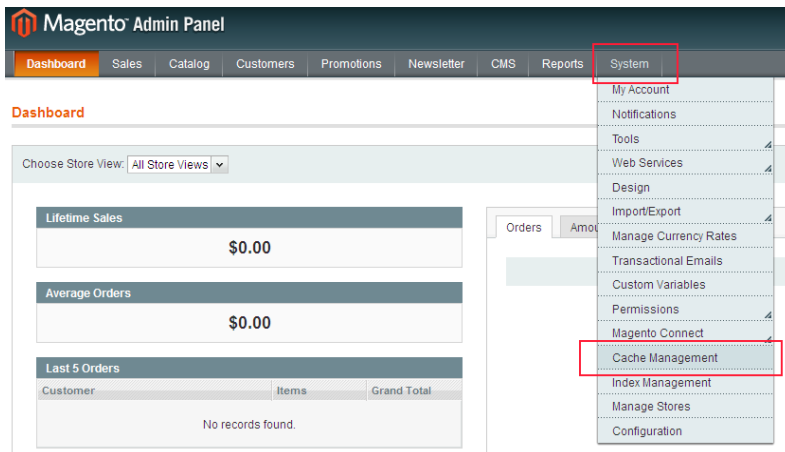 Magento Admin Panel
Dashboard Sales Catalog Customers Promotions Newsletter CMS Reports System
My Account
Dashboard
Notifications
Tools
Choose Store View: All Store Views
Web Services
Design
Import/Export
Lifetime Sales
Orders
Manage Currency Rates
$0.00
Transactional Emails
Custom Variables
Average Orders
Permissions
$0.00
Magento Connect
Cache Management
Last 5 Orders
Index Management
Customer Items Grand Total
Manage Stores
No records found.
Configuration